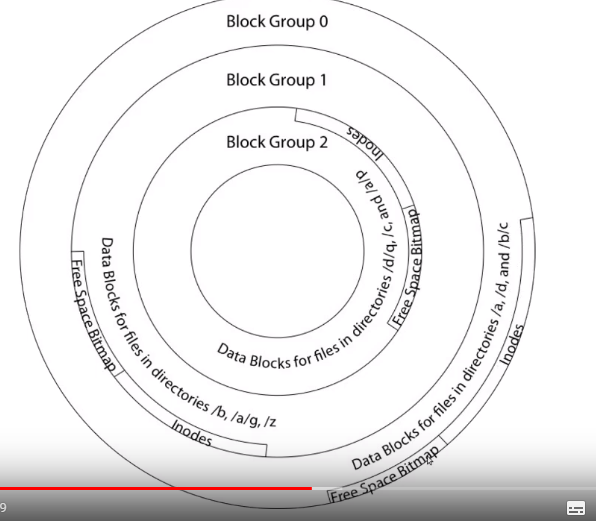 Block Group 0
Block Group 1
Block Group 2
Inodes
Free Space Bitmap
Data Blocks for files in directories /d/q, /c, and /a/p
Data Blocks for files in directories /b, /a/g, /z
Free Space Bitmap
Inodes
Data Blocks for files in directories /a, /d, and /b/c
Inodes
Free Space Bitmap
9